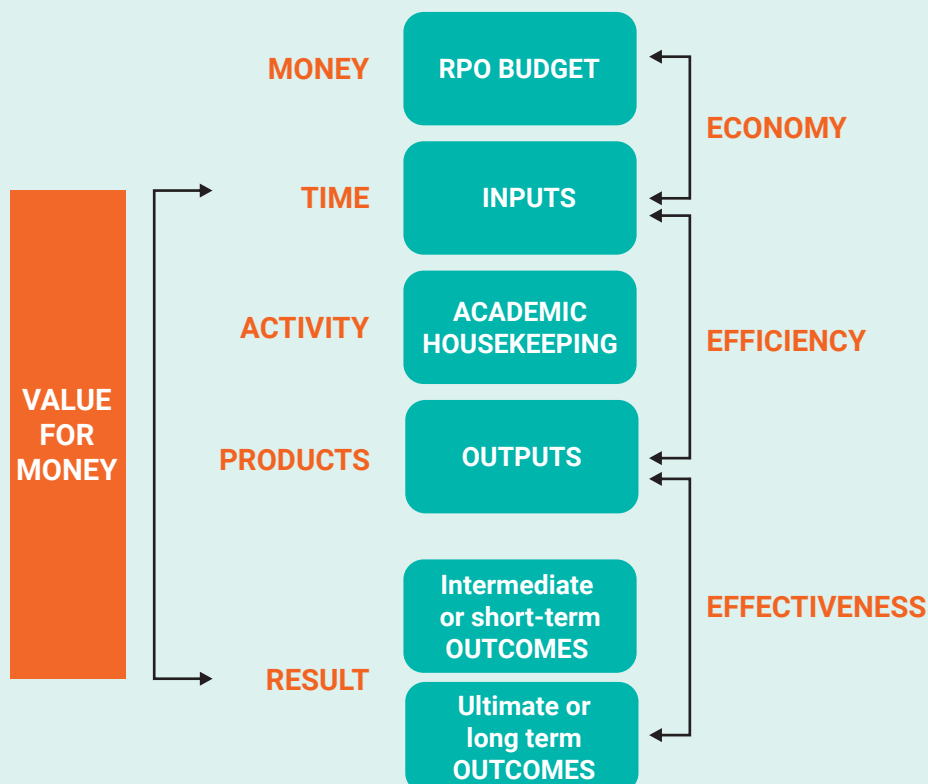 MONEY
RPO BUDGET
ECONOMY
TIME
INPUTS
ACTIVITY
ACADEMIC
HOUSEKEEPING
EFFICIENCY
VALUE
FOR
MONEY
PRODUCTS
OUTPUTS
Intermediate
or short-term
OUTCOMES
EFFECTIVENESS
RESULT
Ultimate or
long term
OUTCOMES